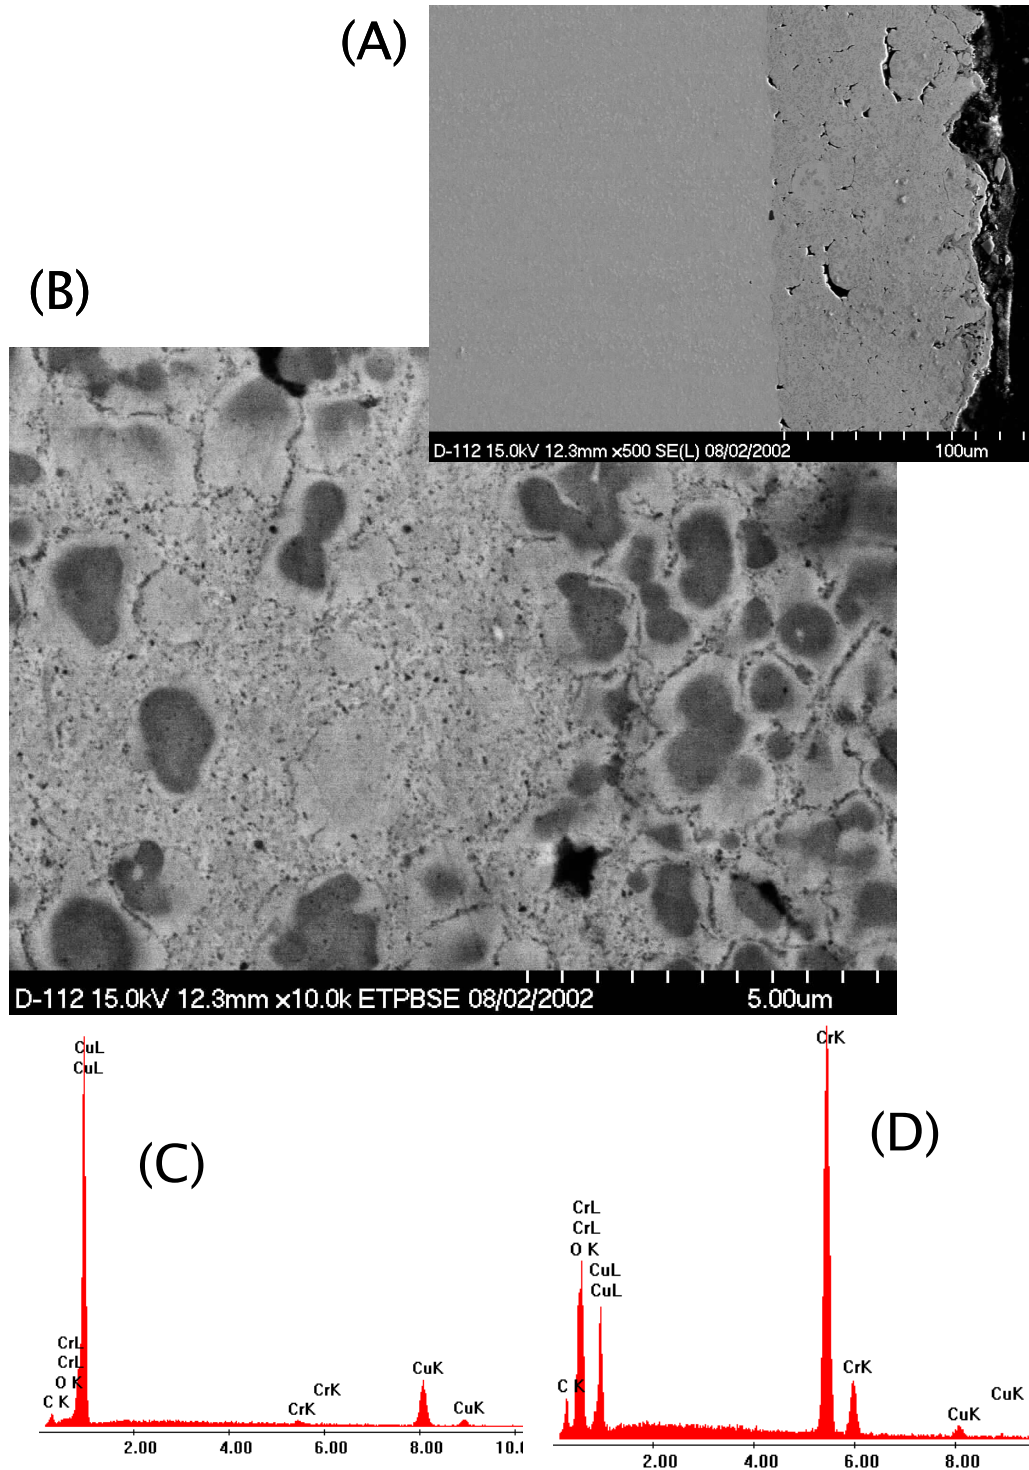 (A)
D-112 15.0kV 12.3mm x500 SE(L) 08/02/2002 100um
(B)
D-112 15.0kV 12.3mm x10.0k ETPBSE 08/02/2002 5.00um
(C)
CuL
CuL
CrL
CrL
O K
C K
CrK
CrK
CuK
CuK
2.00 4.00 6.00 8.00 10.0
(D)
CrK
CrL
CrL
O K
CuL
CuL
C K
CrK
CuK
CuK
2.00 4.00 6.00 8.00